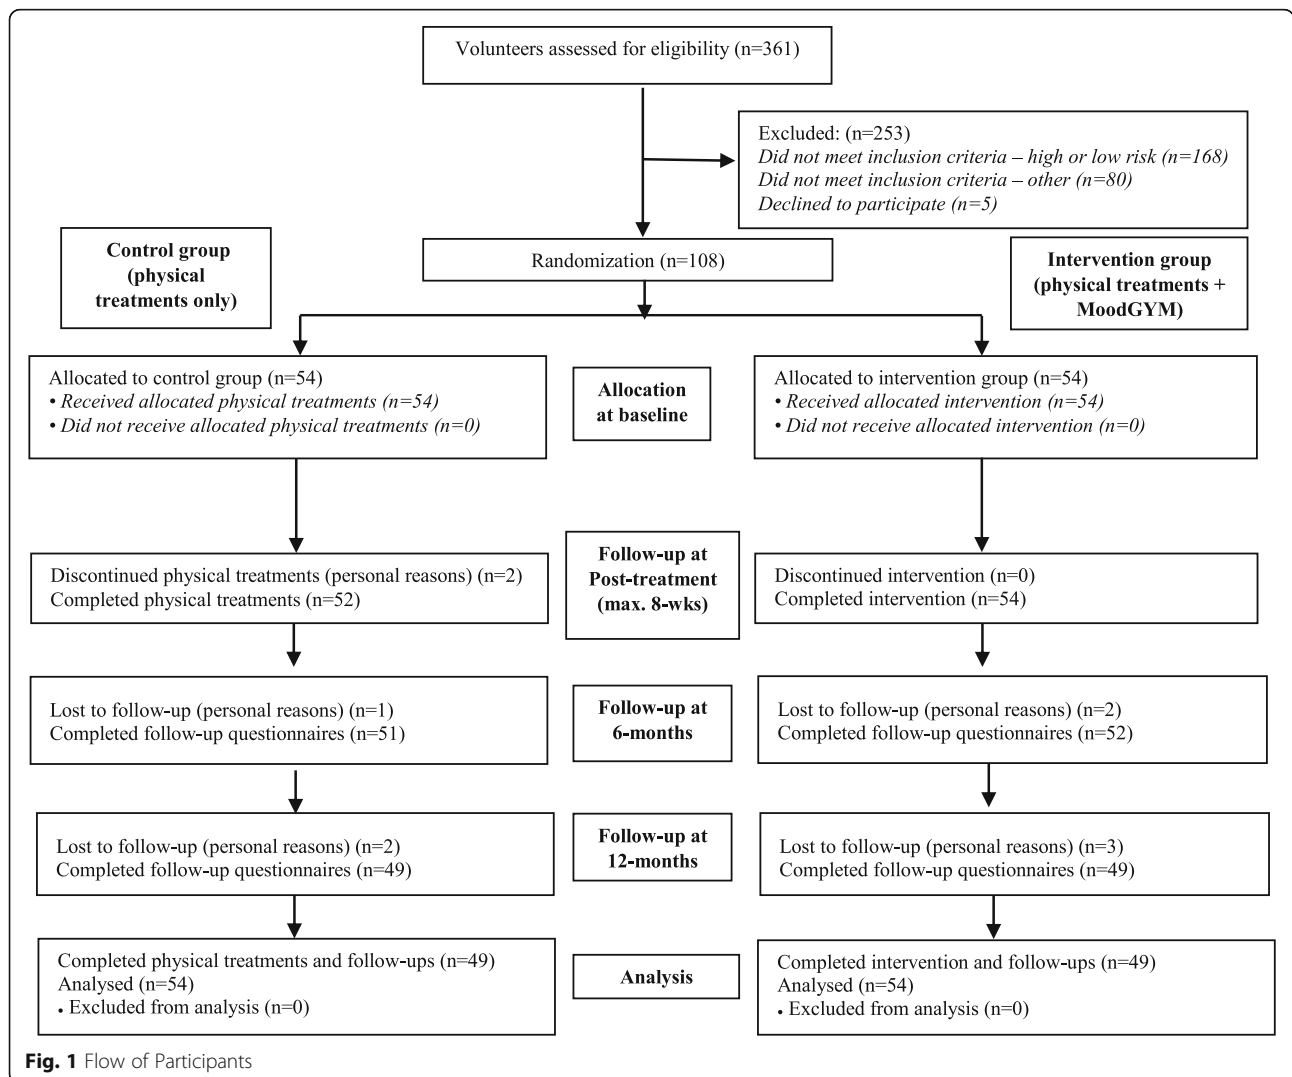 Volunteers assessed for eligibility (n=361)
Excluded: (n=253)
Did not meet inclusion criteria – high or low risk (n=168)
Did not meet inclusion criteria – other (n=80)
Declined to participate (n=5)
Control group
(physical
treatments only)
Randomization (n=108)
Intervention group
(physical treatments +
MoodGYM)
Allocated to control group (n=54)
• Received allocated physical treatments (n=54)
• Did not receive allocated physical treatments (n=0)
Allocation
at baseline
Allocated to intervention group (n=54)
• Received allocated intervention (n=54)
• Did not receive allocated intervention (n=0)
Discontinued physical treatments (personal reasons) (n=2)
Completed physical treatments (n=52)
Follow-up at
Post-treatment
(max. 8-wks)
Discontinued intervention (n=0)
Completed intervention (n=54)
Lost to follow-up (personal reasons) (n=1)
Completed follow-up questionnaires (n=51)
Follow-up at
6-months
Lost to follow-up (personal reasons) (n=2)
Completed follow-up questionnaires (n=52)
Lost to follow-up (personal reasons) (n=2)
Completed follow-up questionnaires (n=49)
Follow-up at
12-months
Lost to follow-up (personal reasons) (n=3)
Completed follow-up questionnaires (n=49)
Completed physical treatments and follow-ups (n=49)
Analysed (n=54)
• Excluded from analysis (n=0)
Analysis
Completed intervention and follow-ups (n=49)
Analysed (n=54)
• Excluded from analysis (n=0)
Fig. 1 Flow of Participants